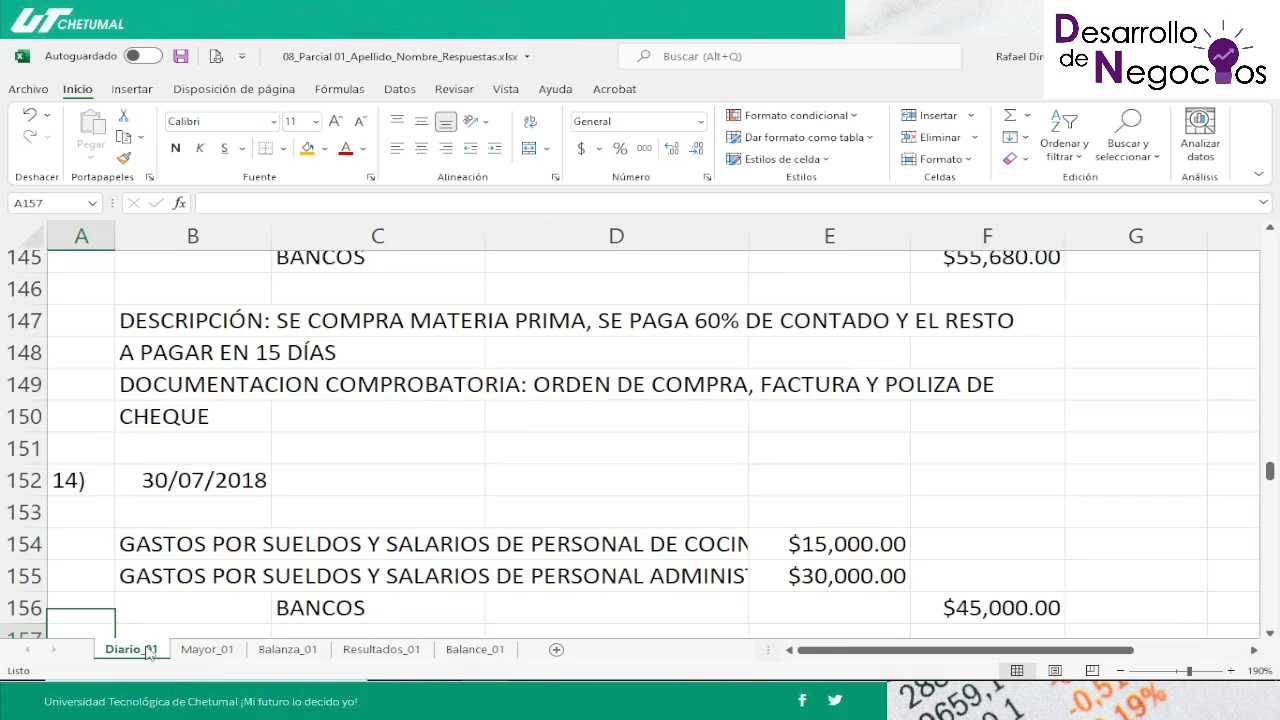 UT CHETUMAL
Desarrollo
de Negocios
Autoguardado
08_Parcial 01_Apellido_Nombre_Respuestas.xlsx
Buscar (Alt+Q)
Rafael
Archivo Inicio Insertar Disposición de página Fórmulas Datos Revisar Vista Ayuda Acrobat
Pegar
Calibri 11
N K S
General
$ % 000
Formato condicional
Dar formato como tabla
Estilos de celda
Insertar
Eliminar
Formato
Ordenar y filtrar
Buscar y seleccionar
Analizar datos
Deshacer Portapapeles Fuente Alineación Número Estilos Celdas Edición Análisis
A157 fx
A B C D E F G
145 BANCOS $55,680.00
146
147 DESCRIPCIÓN: SE COMPRA MATERIA PRIMA, SE PAGA 60% DE CONTADO Y EL RESTO
148 A PAGAR EN 15 DÍAS
149 DOCUMENTACION COMPROBATORIA: ORDEN DE COMPRA, FACTURA Y POLIZA DE
150 CHEQUE
151
152 14) 30/07/2018
153
154 GASTOS POR SUELDOS Y SALARIOS DE PERSONAL DE COCIN $15,000.00
155 GASTOS POR SUELDOS Y SALARIOS DE PERSONAL ADMINIST $30,000.00
156 BANCOS $45,000.00
157
Diario_01 Mayor_01 Balanza_01 Resultados_01 Balance_01
Listo
190%
Universidad Tecnológica de Chetumal ¡Mi futuro lo decido yo!